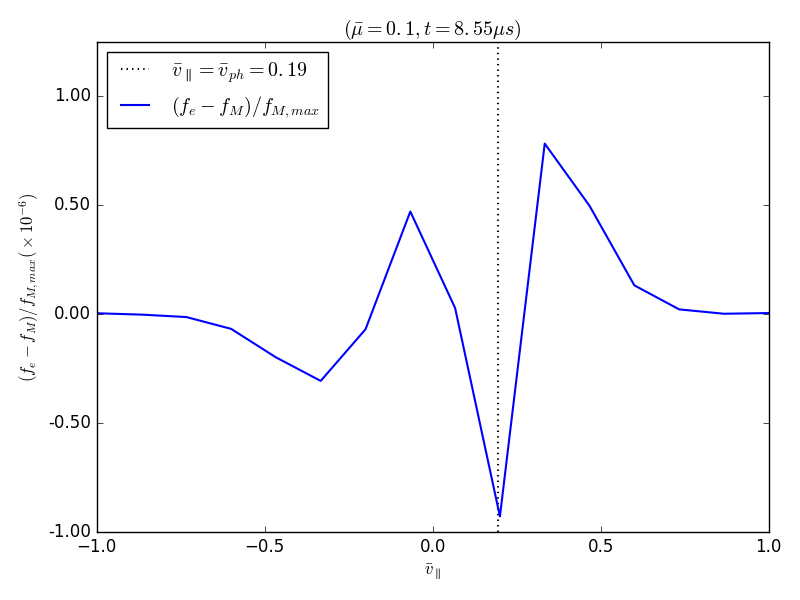 (μ̄ = 0.1, t = 8.55μs)
v̄∥ = v̄ph = 0.19
(fe − fM)/fM,max
1.00
0.50
0.00
-0.50
-1.00
(fe − fM)/fM,max(×10⁻⁶)
−1.0 −0.5 0.0 0.5 1.0
v̄∥